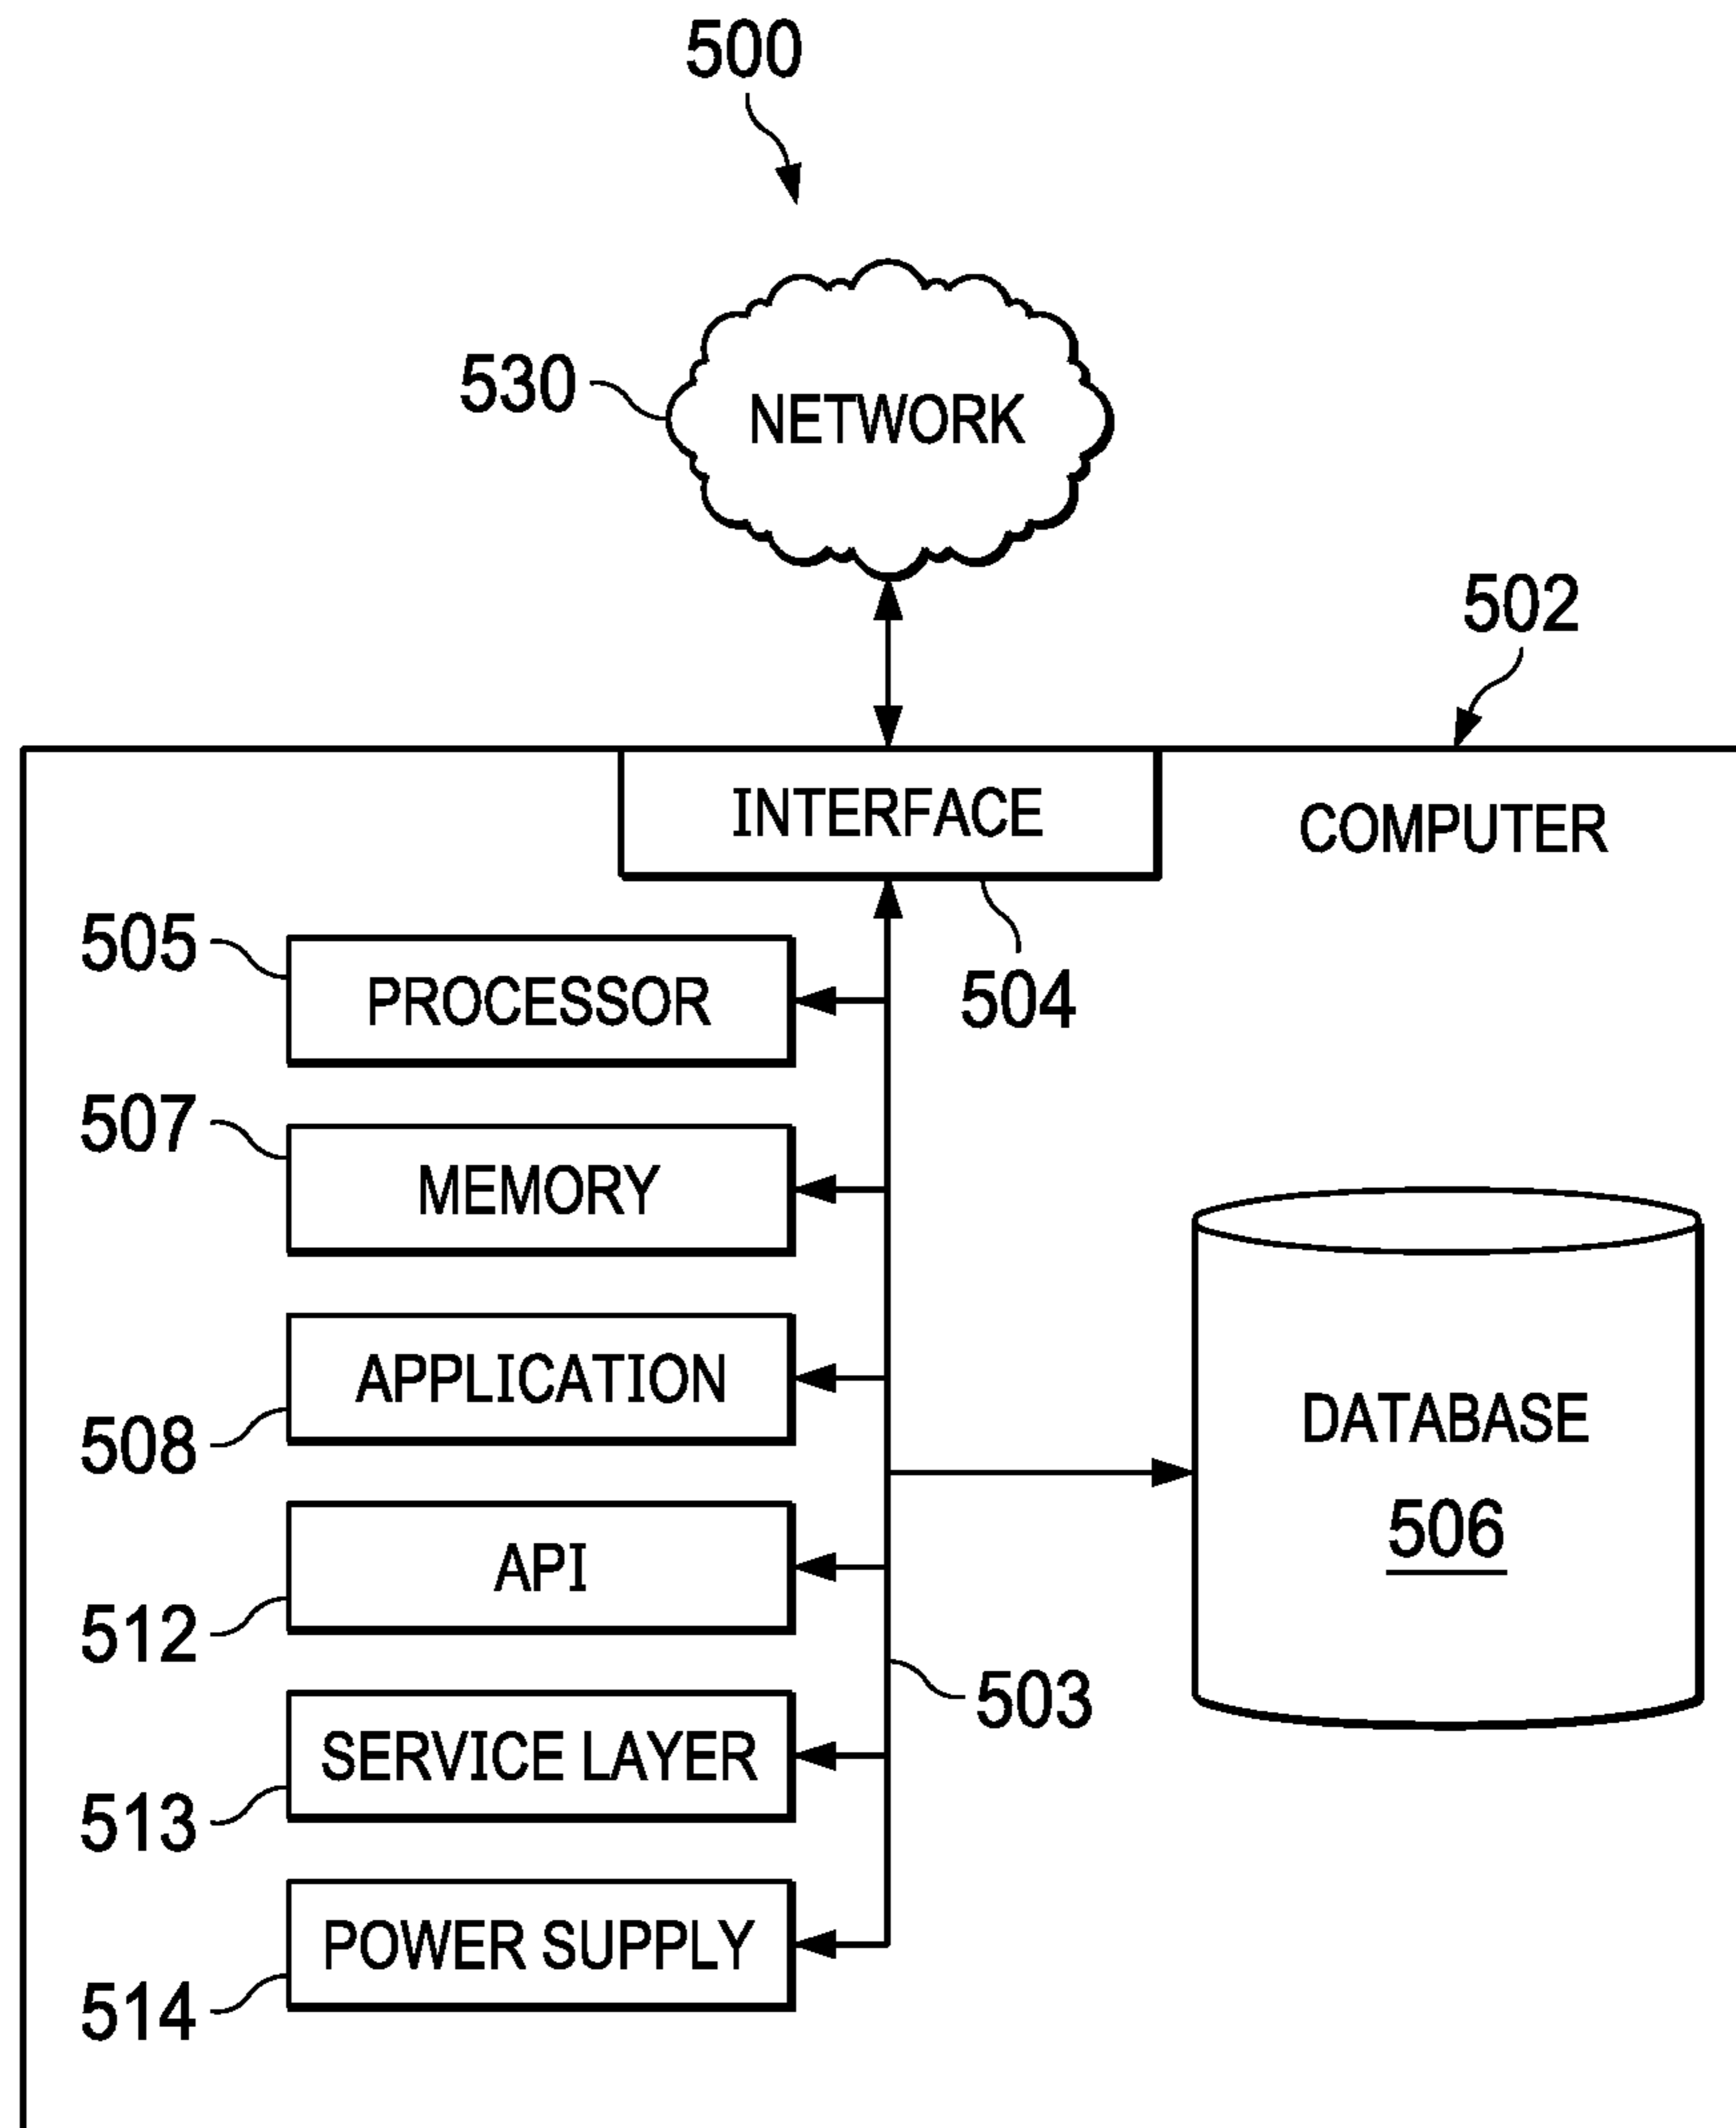 500
530
NETWORK
502
INTERFACE
COMPUTER
504
505
PROCESSOR
507
MEMORY
APPLICATION
508
DATABASE
506
API
512
503
SERVICE LAYER
513
POWER SUPPLY
514